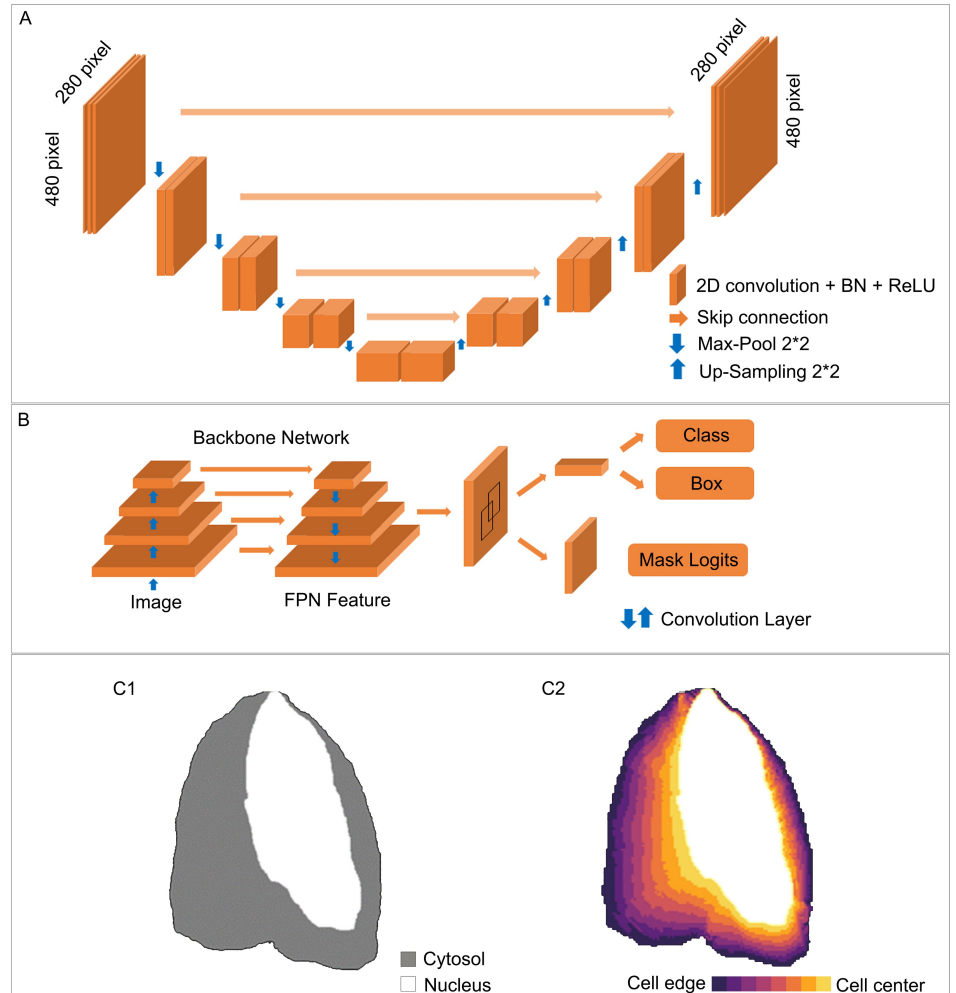 A
280 pixel
480 pixel
280 pixel
480 pixel
2D convolution + BN + ReLU
Skip connection
Max-Pool 2*2
Up-Sampling 2*2
B
Backbone Network
Image
FPN Feature
Class
Box
Mask Logits
Convolution Layer
C1
Cytosol
Nucleus
C2
Cell edge
Cell center